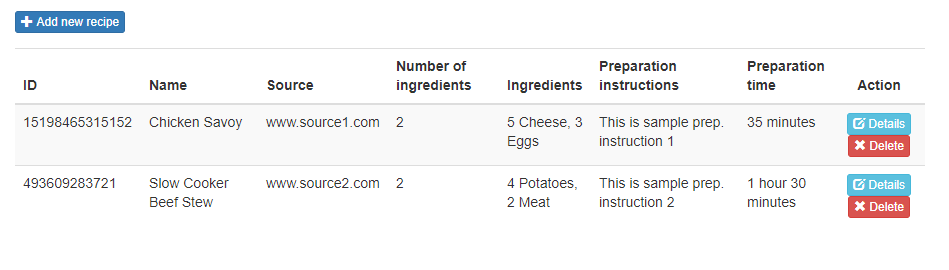 Add new recipe
ID Name Source Number of ingredients Ingredients Preparation instructions Preparation time Action
15198465315152 Chicken Savoy www.source1.com 2 5 Cheese, 3 Eggs This is sample prep. instruction 1 35 minutes Details Delete
493609283721 Slow Cooker Beef Stew www.source2.com 2 4 Potatoes, 2 Meat This is sample prep. instruction 2 1 hour 30 minutes Details Delete